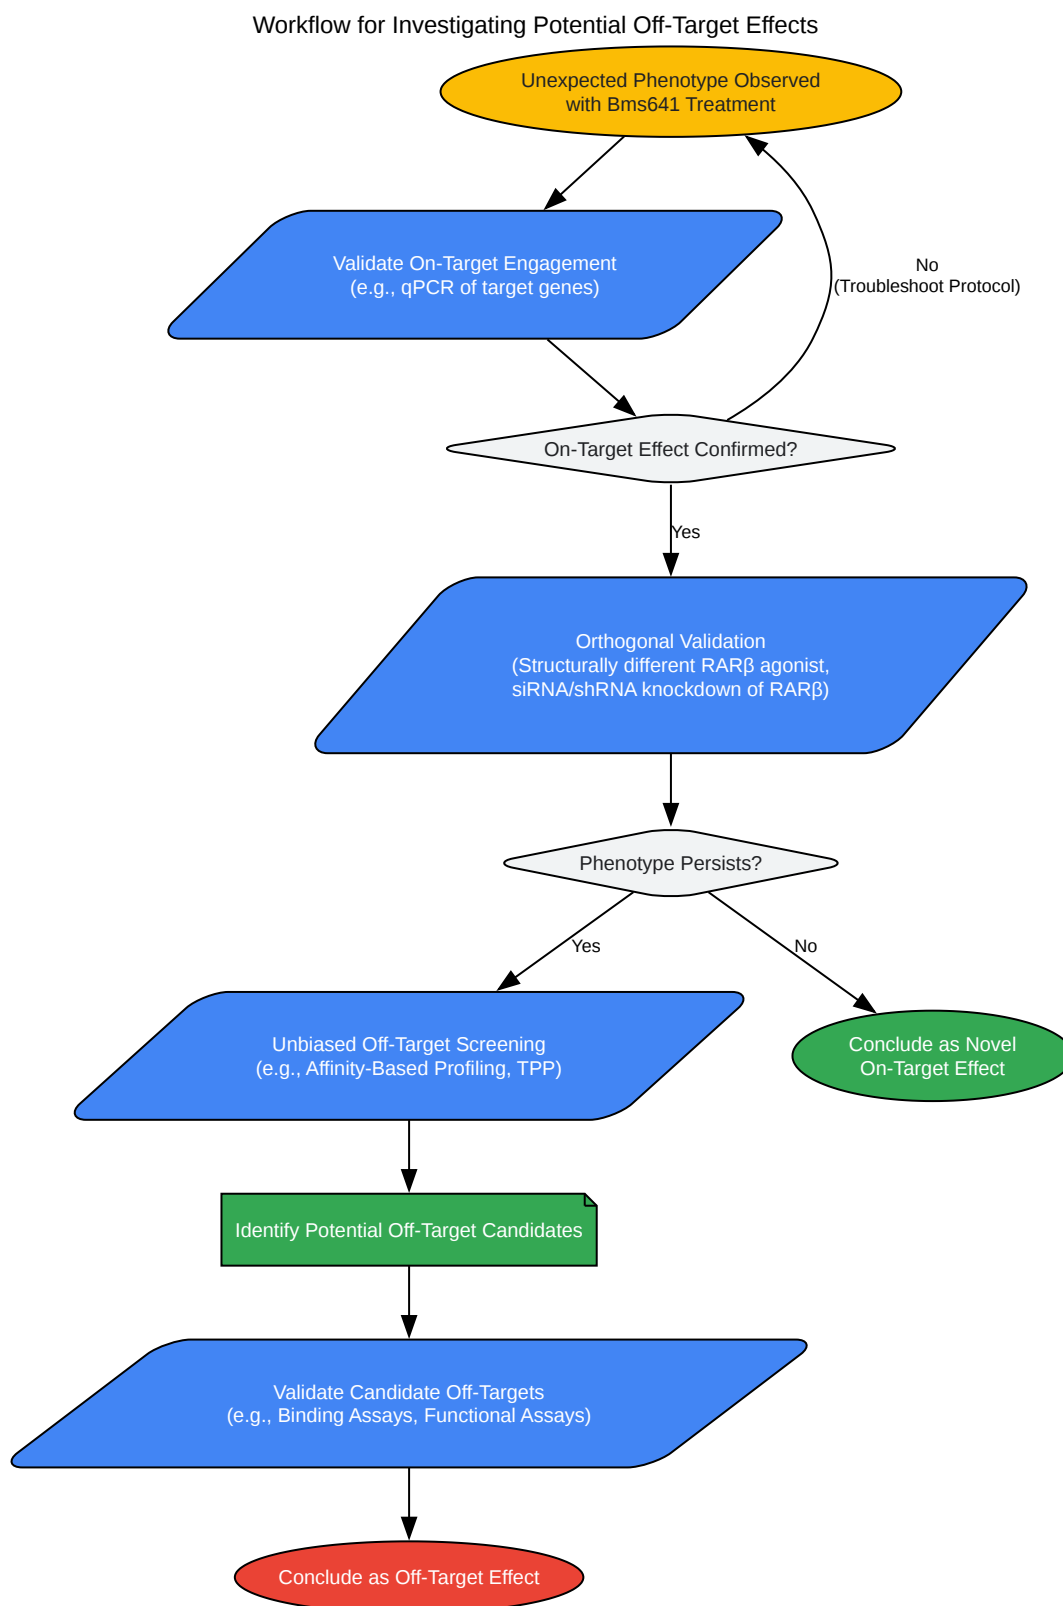 Workflow for Investigating Potential Off-Target Effects
Unexpected Phenotype Observed
with Bms641 Treatment
Validate On-Target Engagement
(e.g., qPCR of target genes)
No
(Troubleshoot Protocol)
On-Target Effect Confirmed?
Yes
Orthogonal Validation
(Structurally different RARβ agonist,
siRNA/shRNA knockdown of RARβ)
Phenotype Persists?
Yes
No
Unbiased Off-Target Screening
(e.g., Affinity-Based Profiling, TPP)
Conclude as Novel
On-Target Effect
Identify Potential Off-Target Candidates
Validate Candidate Off-Targets
(e.g., Binding Assays, Functional Assays)
Conclude as Off-Target Effect